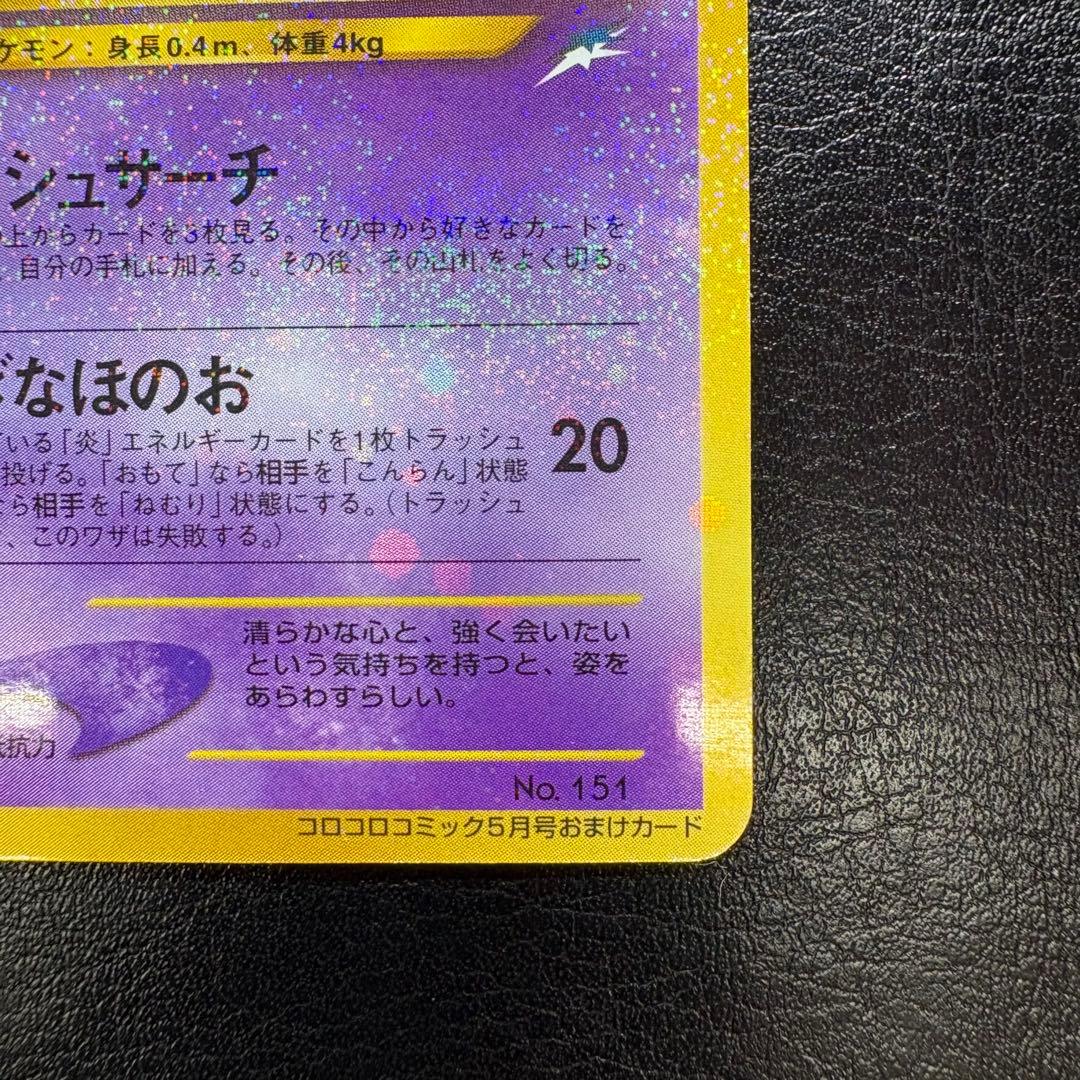 ケモン：身長0.4m、体重4kg
シュサーチ
上からカードを5枚見る。その中から好きなカードを
、自分の手札に加える。その後、その山札をよく切る。
なほのお
いる「炎」エネルギーカードを1枚トラッシュ
投げる。「おもて」なら相手を「こんらん」状態
なら相手を「ねむり」状態にする。（トラッシュ
、このワザは失敗する。）
20
清らかな心と、強く会いたい
という気持ちを持つと、姿を
あらわすらしい。
抗力
No. 151
コロコロコミック5月号おまけカード